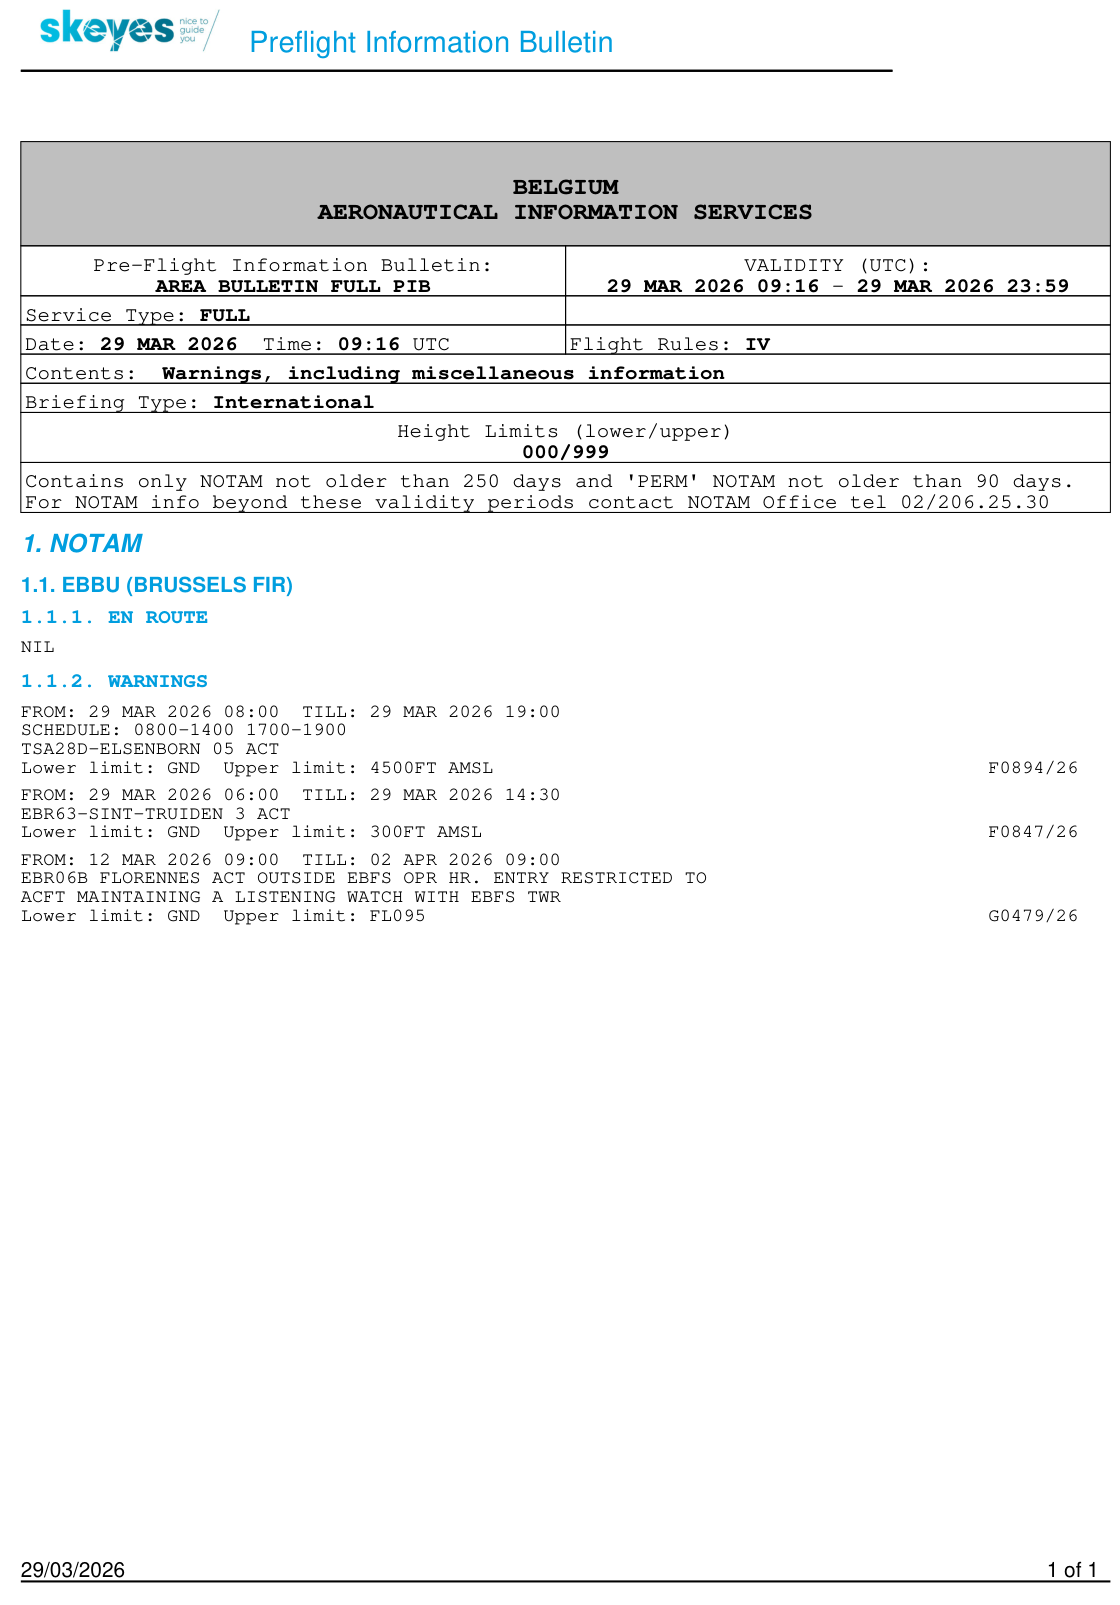 skeyes nice to
guide
you
Preflight Information Bulletin
BELGIUM
AERONAUTICAL INFORMATION SERVICES
Pre-Flight Information Bulletin:
AREA BULLETIN FULL PIB
VALIDITY (UTC):
29 MAR 2026 09:16 - 29 MAR 2026 23:59
Service Type: FULL
Date: 29 MAR 2026  Time: 09:16 UTC
Flight Rules: IV
Contents:  Warnings, including miscellaneous information
Briefing Type: International
Height Limits (lower/upper)
000/999
Contains only NOTAM not older than 250 days and 'PERM' NOTAM not older than 90 days.
For NOTAM info beyond these validity periods contact NOTAM Office tel 02/206.25.30
1. NOTAM
1.1. EBBU (BRUSSELS FIR)
1.1.1. EN ROUTE
NIL
1.1.2. WARNINGS
FROM: 29 MAR 2026 08:00  TILL: 29 MAR 2026 19:00
SCHEDULE: 0800-1400 1700-1900
TSA28D-ELSENBORN 05 ACT
Lower limit: GND  Upper limit: 4500FT AMSL F0894/26
FROM: 29 MAR 2026 06:00  TILL: 29 MAR 2026 14:30
EBR63-SINT-TRUIDEN 3 ACT
Lower limit: GND  Upper limit: 300FT AMSL F0847/26
FROM: 12 MAR 2026 09:00  TILL: 02 APR 2026 09:00
EBR06B FLORENNES ACT OUTSIDE EBFS OPR HR. ENTRY RESTRICTED TO
ACFT MAINTAINING A LISTENING WATCH WITH EBFS TWR
Lower limit: GND  Upper limit: FL095 G0479/26
29/03/2026 1 of 1